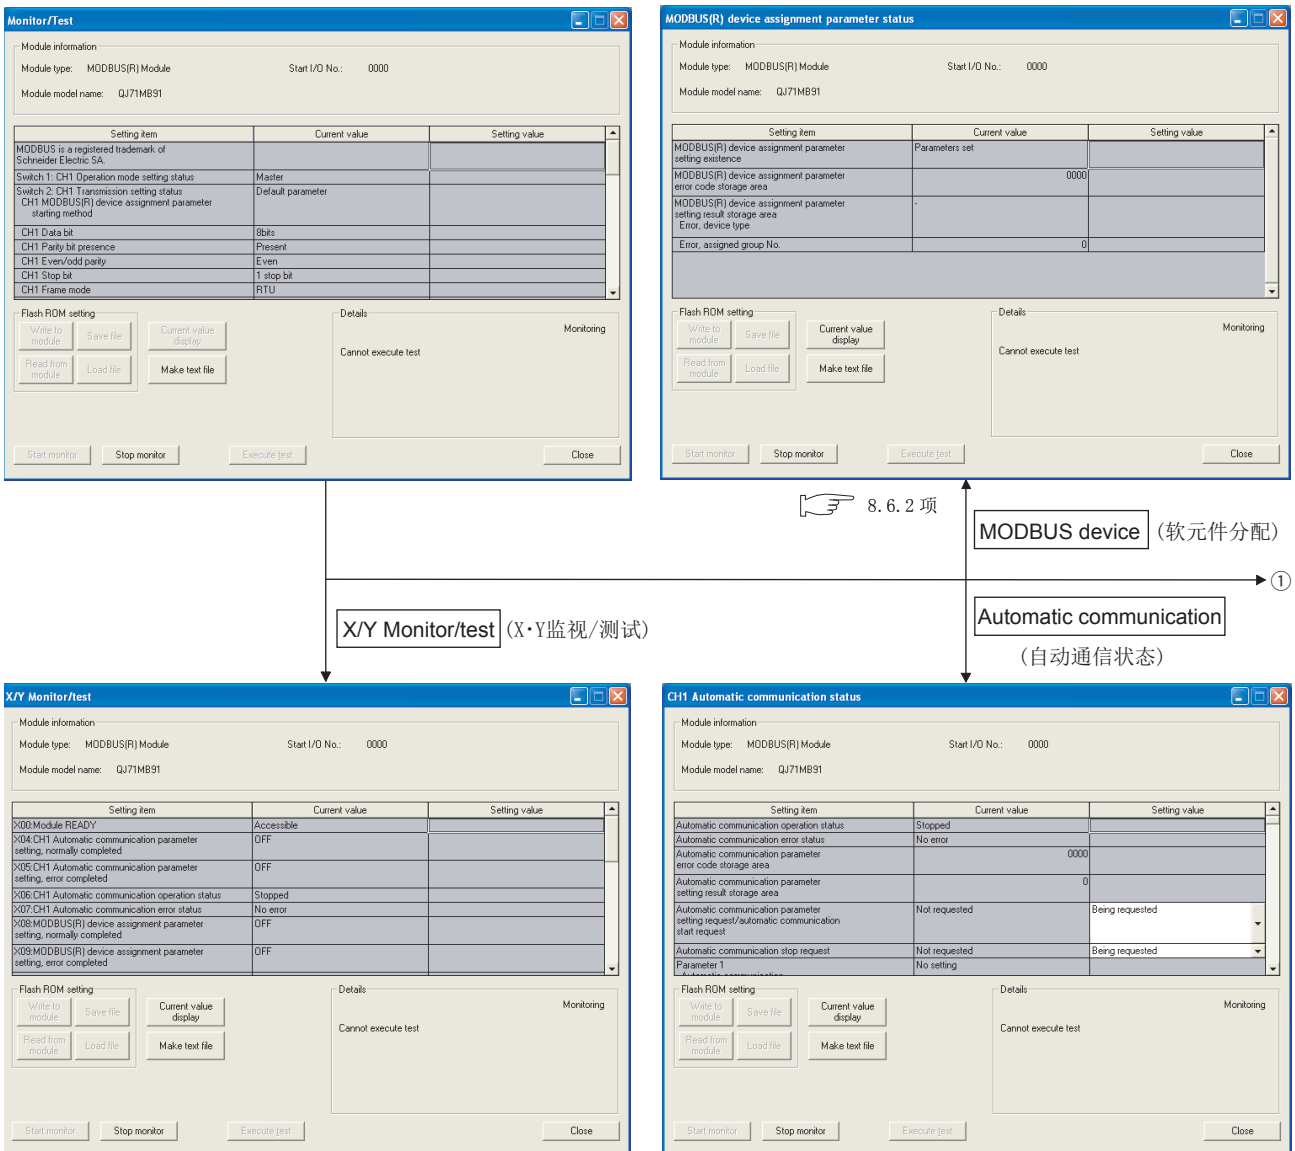 Monitor/Test
Module information
Module type: MODBUS(R) Module Start I/O No.: 0000
Module model name: QJ71MB91
Setting item Current value Setting value
MODBUS is a registered trademark of
Schneider Electric SA.
Switch 1: CH1 Operation mode setting status Master
Switch 2: CH1 Transmission setting status Default parameter
CH1 MODBUS(R) device assignment parameter
starting method
CH1 Data bit 8bits
CH1 Parity bit presence Present
CH1 Even/odd parity Even
CH1 Stop bit 1 stop bit
CH1 Frame mode RTU
Flash ROM setting
Write to
module
Save file
Current value
display
Read from
module
Load file
Make text file
Details
Monitoring
Cannot execute test
Start monitor Stop monitor Execute test Close
MODBUS(R) device assignment parameter status
Module information
Module type: MODBUS(R) Module Start I/O No.: 0000
Module model name: QJ71MB91
Setting item Current value Setting value
MODBUS(R) device assignment parameter Parameters set
setting existence
MODBUS(R) device assignment parameter 0000
error code storage area
MODBUS(R) device assignment parameter -
setting result storage area
Error, device type
Error, assigned group No. 0
Flash ROM setting
Write to
module
Save file
Current value
display
Read from
module
Load file
Make text file
Details
Monitoring
Cannot execute test
Start monitor Stop monitor Execute test Close
8.6.2 项
MODBUS device (软元件分配)
①
X/Y Monitor/test (X·Y监视/测试)
Automatic communication
(自动通信状态)
X/Y Monitor/test
Module information
Module type: MODBUS(R) Module Start I/O No.: 0000
Module model name: QJ71MB91
Setting item Current value Setting value
X00:Module READY Accessible
X04:CH1 Automatic communication parameter OFF
setting, normally completed
X05:CH1 Automatic communication parameter OFF
setting, error completed
X06:CH1 Automatic communication operation status Stopped
X07:CH1 Automatic communication error status No error
X08:MODBUS(R) device assignment parameter OFF
setting, normally completed
X09:MODBUS(R) device assignment parameter OFF
setting, error completed
Flash ROM setting
Write to
module
Save file
Current value
display
Read from
module
Load file
Make text file
Details
Monitoring
Cannot execute test
Start monitor Stop monitor Execute test Close
CH1 Automatic communication status
Module information
Module type: MODBUS(R) Module Start I/O No.: 0000
Module model name: QJ71MB91
Setting item Current value Setting value
Automatic communication operation status Stopped
Automatic communication error status No error
Automatic communication parameter 0000
error code storage area
Automatic communication parameter 0
setting result storage area
Automatic communication parameter Not requested Being requested
setting request/automatic communication
start request
Automatic communication stop request Not requested Being requested
Parameter 1 No setting
Flash ROM setting
Write to
module
Save file
Current value
display
Read from
module
Load file
Make text file
Details
Monitoring
Cannot execute test
Start monitor Stop monitor Execute test Close